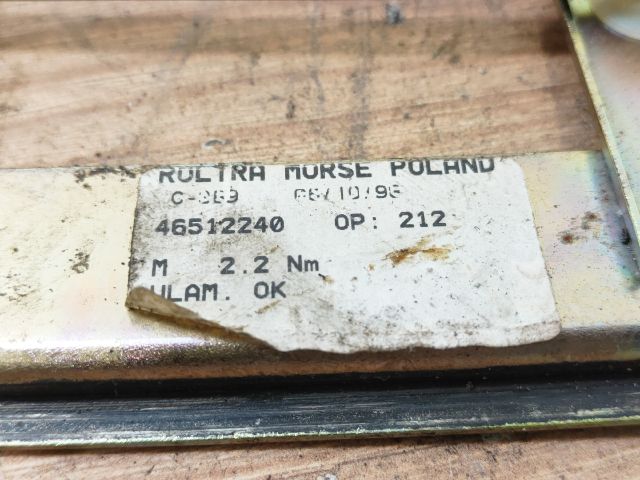 ROLTRA MORSE POLAND
46512240 OP: 212
M 2.2 Nm
ULAM. OK